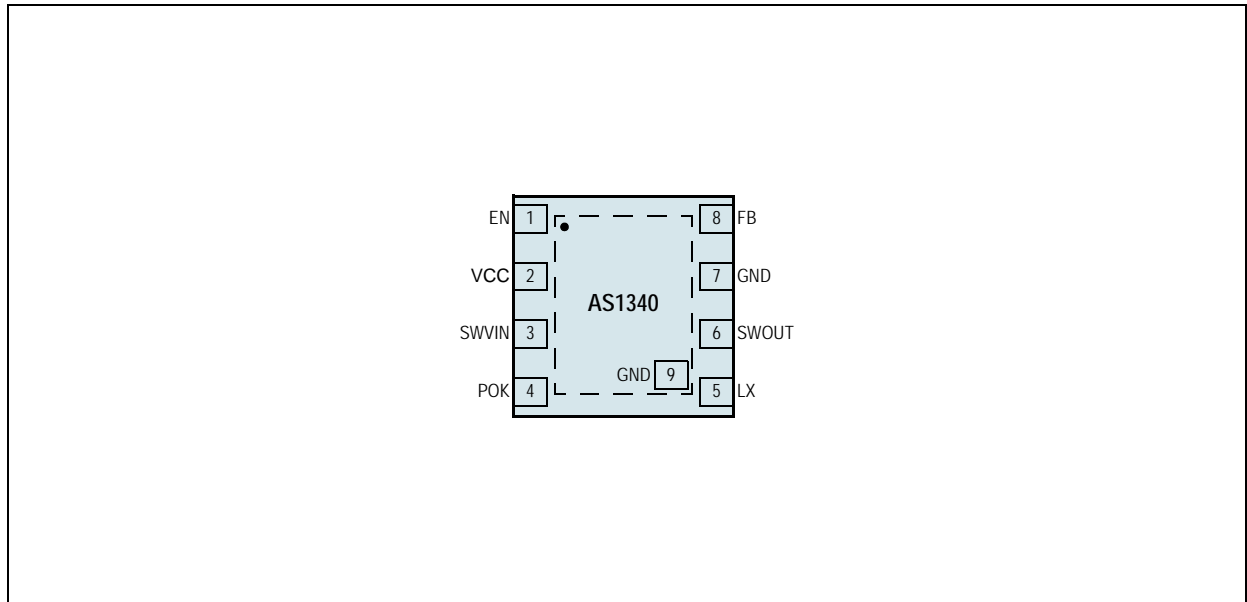 EN 1 8 FB
VCC 2 7 GND
AS1340
SWVIN 3 6 SWOUT
GND 9
POK 4 5 LX